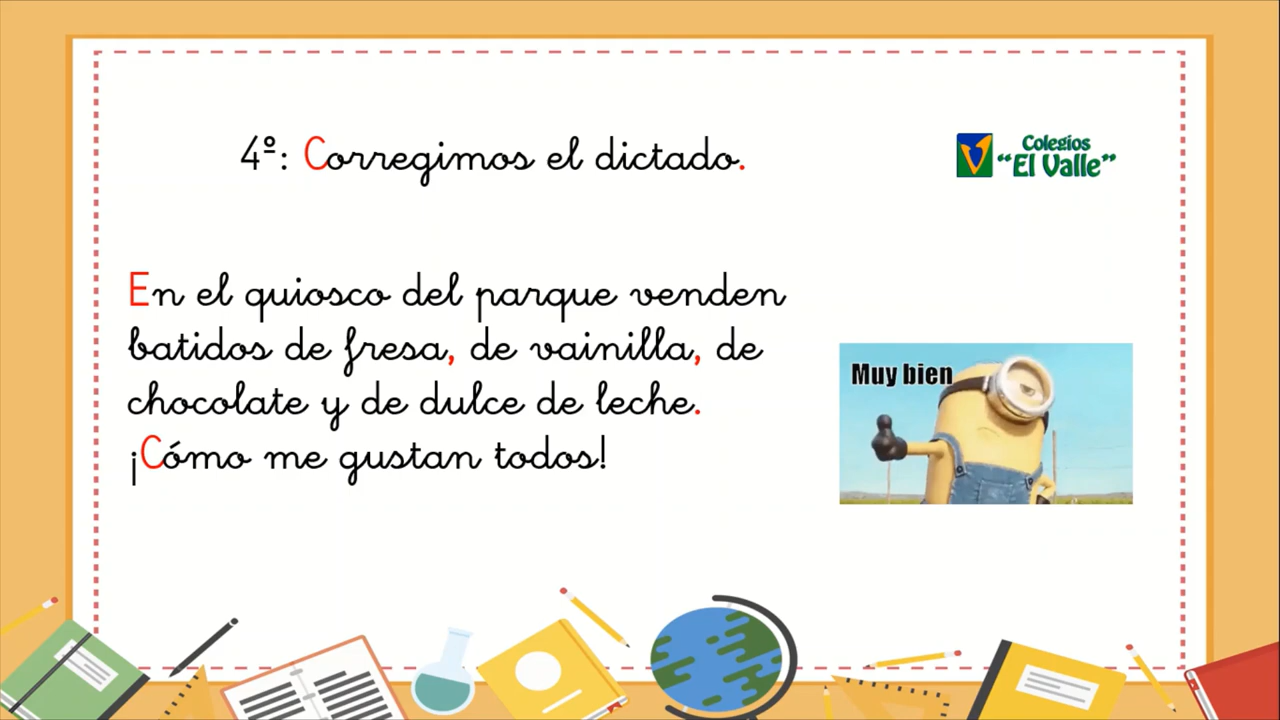 4º: Corregimos el dictado.
Colegios
"El Valle"
En el quiosco del parque venden
batidos de fresa, de vainilla, de
chocolate y de dulce de leche.
¡Cómo me gustan todos!
Muy bien